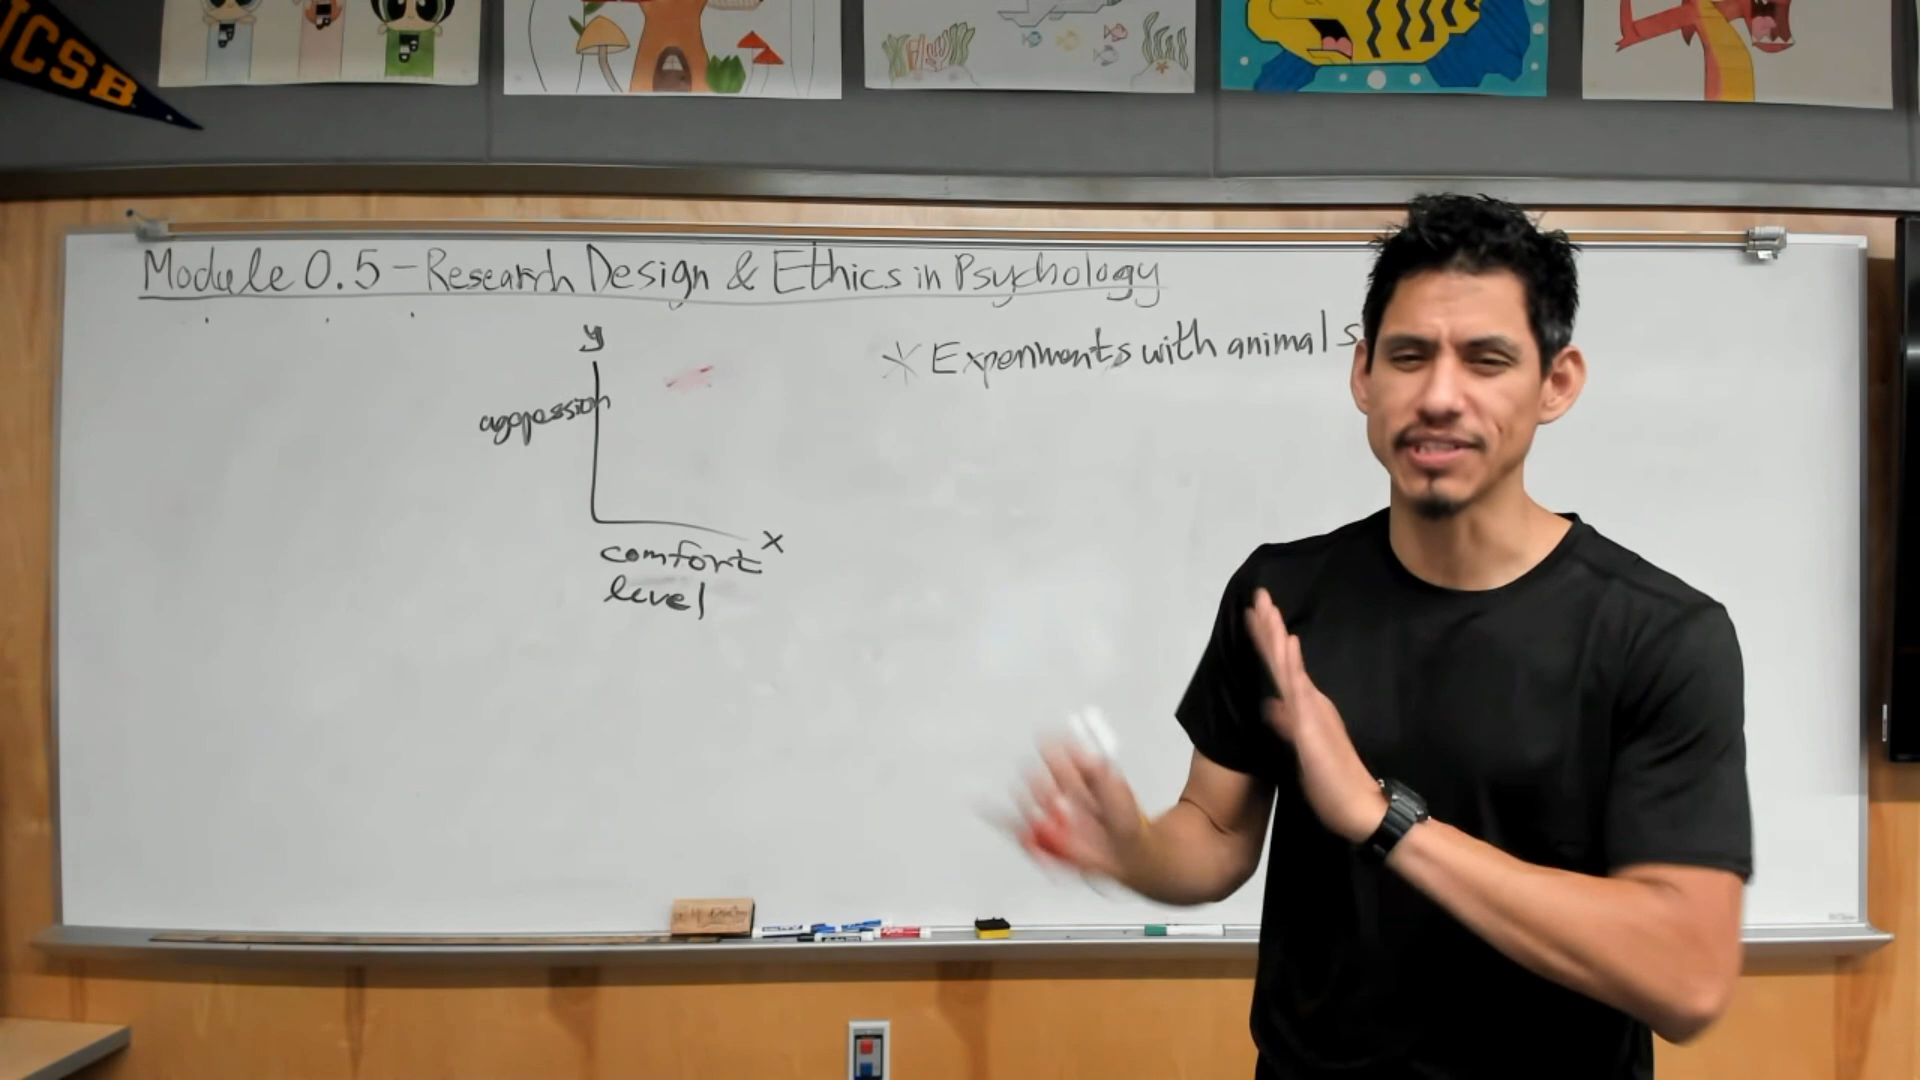 UCSB
Module 0.5 - Research Design & Ethics in Psychology
y
aggression
x
comfort
level
* Experiments with animals